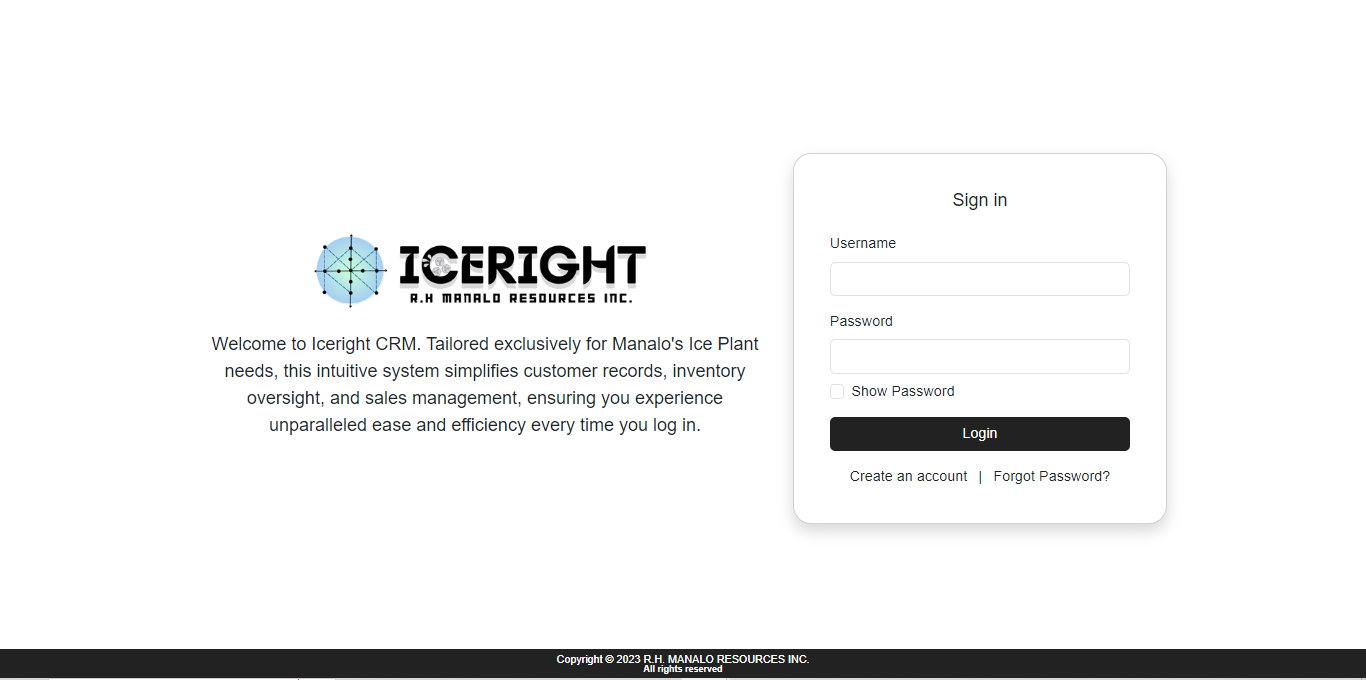 ICERIGHT
R.H MANALO RESOURCES INC.
Welcome to Iceright CRM. Tailored exclusively for Manalo's Ice Plant
needs, this intuitive system simplifies customer records, inventory
oversight, and sales management, ensuring you experience
unparalleled ease and efficiency every time you log in.
Sign in
Username
Password
Show Password
Login
Create an account | Forgot Password?
Copyright © 2023 R.H. MANALO RESOURCES INC.
All rights reserved